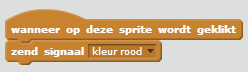 wanneer op deze sprite wordt geklikt
zend signaal kleur rood